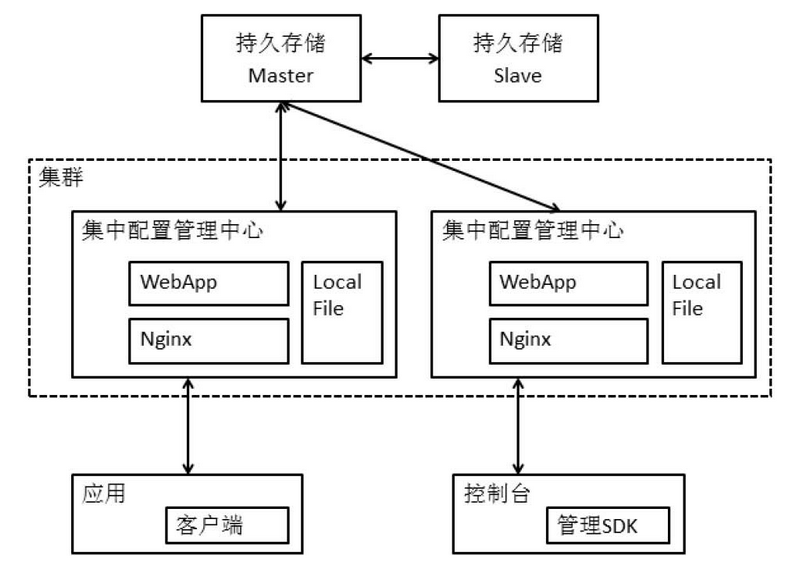 持久存储
Master
持久存储
Slave
集群
集中配置管理中心
WebApp
Nginx
Local
File
集中配置管理中心
WebApp
Nginx
Local
File
应用
客户端
控制台
管理SDK